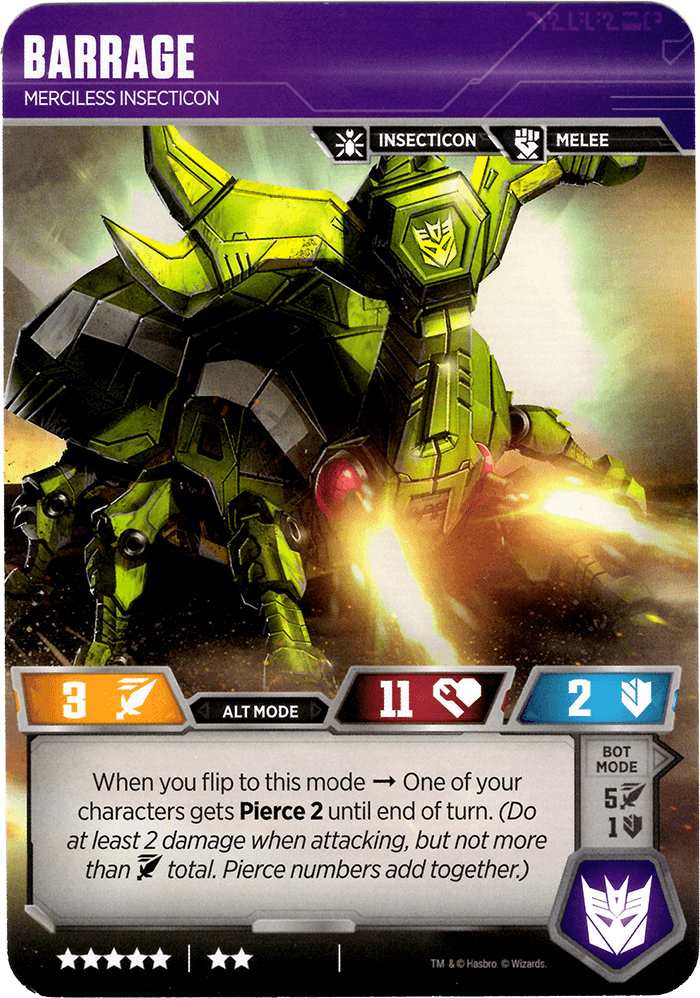 BARRAGE
MERCILESS INSECTICON
INSECTICON MELEE
3 ALT MODE 11 2
When you flip to this mode → One of your
characters gets Pierce 2 until end of turn. (Do
at least 2 damage when attacking, but not more
than total. Pierce numbers add together.)
BOT
MODE
5
1
TM & © Hasbro. © Wizards.